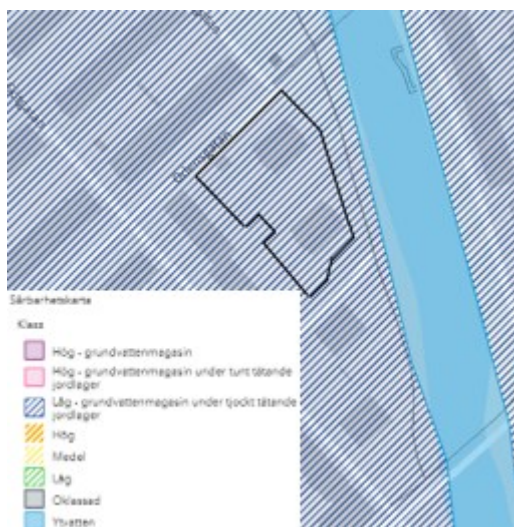 Sårbarhetskarta
Klass
Hög - grundvattenmagasin
Hög - grundvattenmagasin under tunt tätande
jordlager
Låg - grundvattenmagasin under tjockt tätande
jordlager
Hög
Medel
Låg
Oklassad
Ytvatten